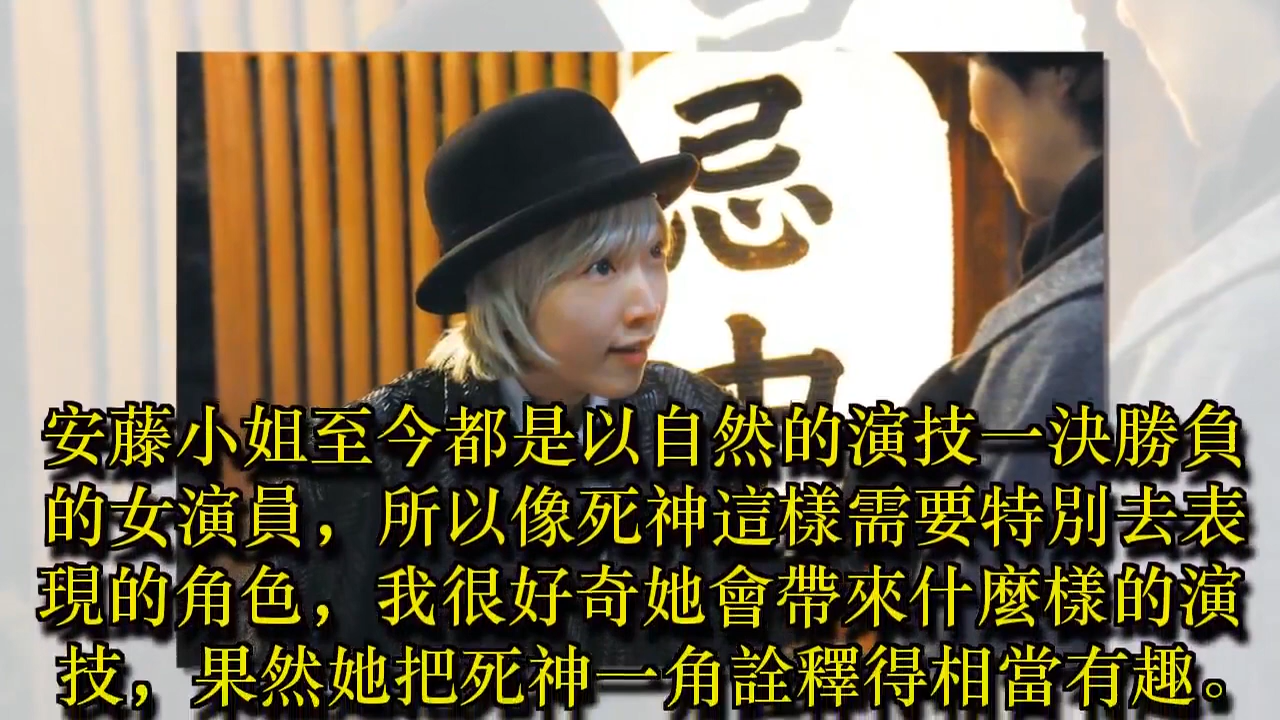 忌
中
安藤小姐至今都是以自然的演技一決勝負
的女演員，所以像死神這樣需要特別去表
現的角色，我很好奇她會帶來什麼樣的演
技，果然她把死神一角詮釋得相當有趣。